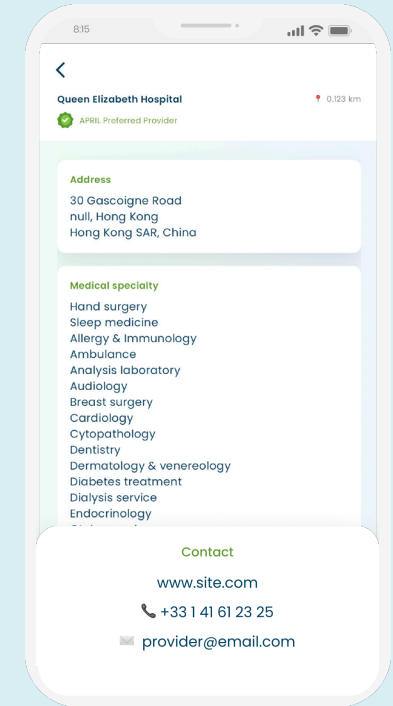 8:15
Queen Elizabeth Hospital
0.123 km
APRIL Preferred Provider
Address
30 Gascoigne Road
null, Hong Kong
Hong Kong SAR, China
Medical specialty
Hand surgery
Sleep medicine
Allergy & Immunology
Ambulance
Analysis laboratory
Audiology
Breast surgery
Cardiology
Cytopathology
Dentistry
Dermatology & venereology
Diabetes treatment
Dialysis service
Endocrinology
Contact
www.site.com
+33 1 41 61 23 25
provider@email.com